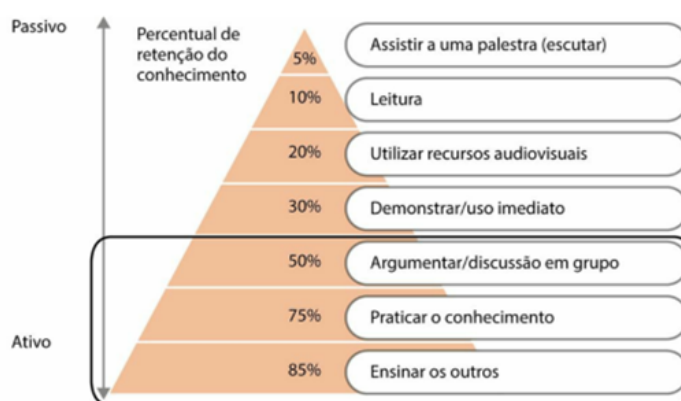 Passivo
Percentual de
retenção do
conhecimento
5%
Assistir a uma palestra (escutar)
10%
Leitura
20%
Utilizar recursos audiovisuais
30%
Demonstrar/uso imediato
50%
Argumentar/discussão em grupo
75%
Praticar o conhecimento
Ativo
85%
Ensinar os outros